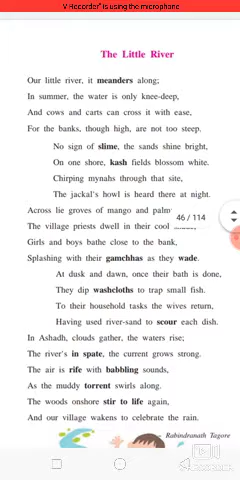 V Recorder" is using the microphone
The Little River
Our little river, it meanders along;
In summer, the water is only knee-deep,
And cows and carts can cross it with ease,
For the banks, though high, are not too steep.
No sign of slime, the sands shine bright,
On one shore, kash fields blossom white.
Chirping mynahs through that site,
The jackal's howl is heard there at night.
Across lie groves of mango and palm
46 / 114
The village priests dwell in their cool
Girls and boys bathe close to the bank,
Splashing with their gamchhas as they wade.
At dusk and dawn, once their bath is done,
They dip washcloths to trap small fish.
To their household tasks the wives return,
Having used river-sand to scour each dish.
In Ashadh, clouds gather, the waters rise;
The river's in spate, the current grows strong.
The air is rife with babbling sounds,
As the muddy torrent swirls along.
The woods onshore stir to life again,
And our village wakens to celebrate the rain.
Rabindranath Tagore